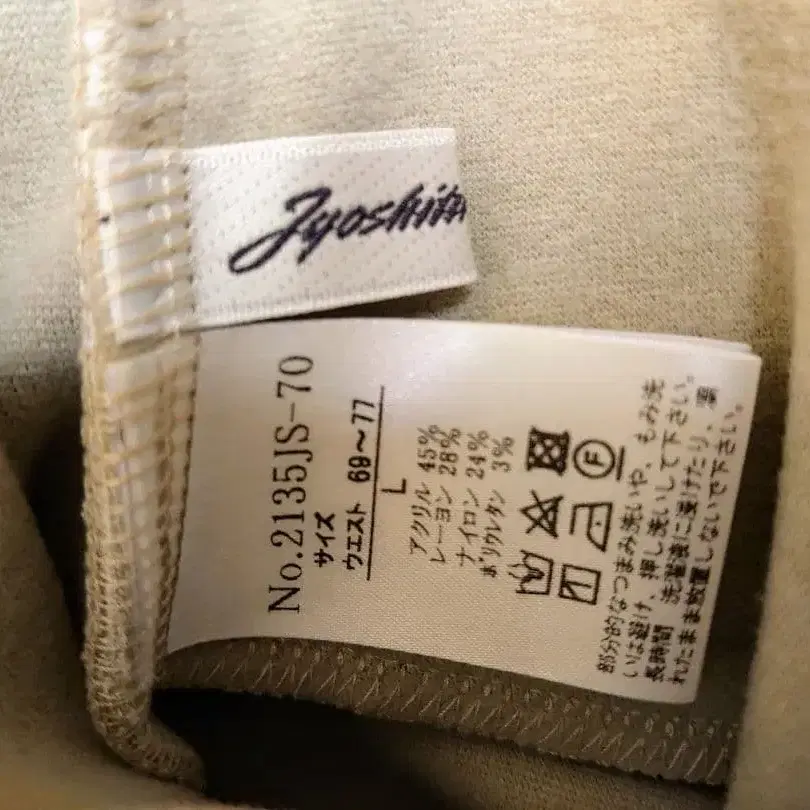 Jyoshita
No.2135JS-70
サイズ
ウエスト 69～77
L
アクリル 45%
レーヨン 28%
ナイロン 24%
ポリウレタン 3%
F
部分的なつまみ洗いや、もみ洗
いは避け、押し洗いして下さい。
長時間 洗濯液に浸けたり、濡
れたまま放置しないで下さい。